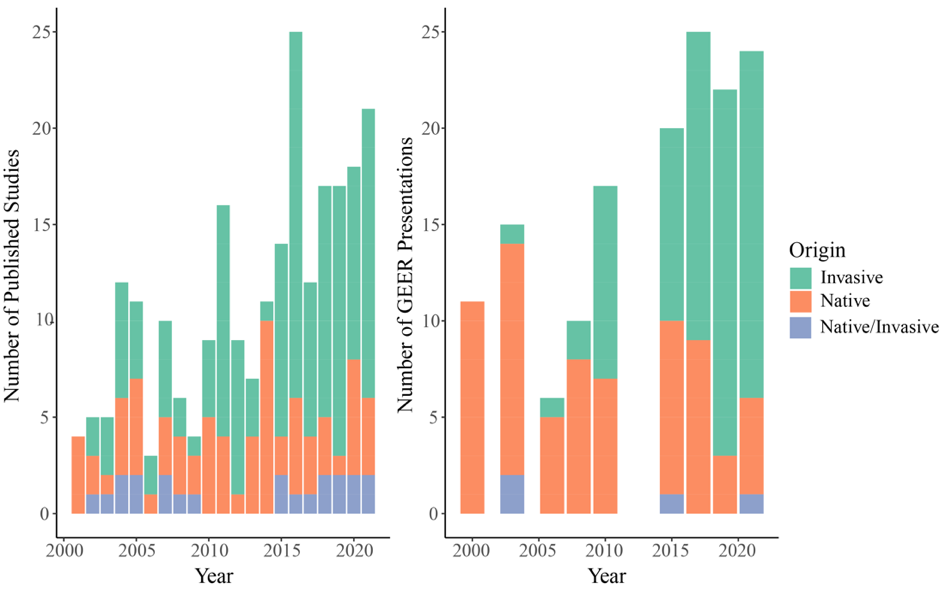 Number of Published Studies
25
20
15
10
5
0
2000 2005 2010 2015 2020
Year
Number of GEER Presentations
25
20
15
10
5
0
2000 2005 2010 2015 2020
Year
Origin
Invasive
Native
Native/Invasive